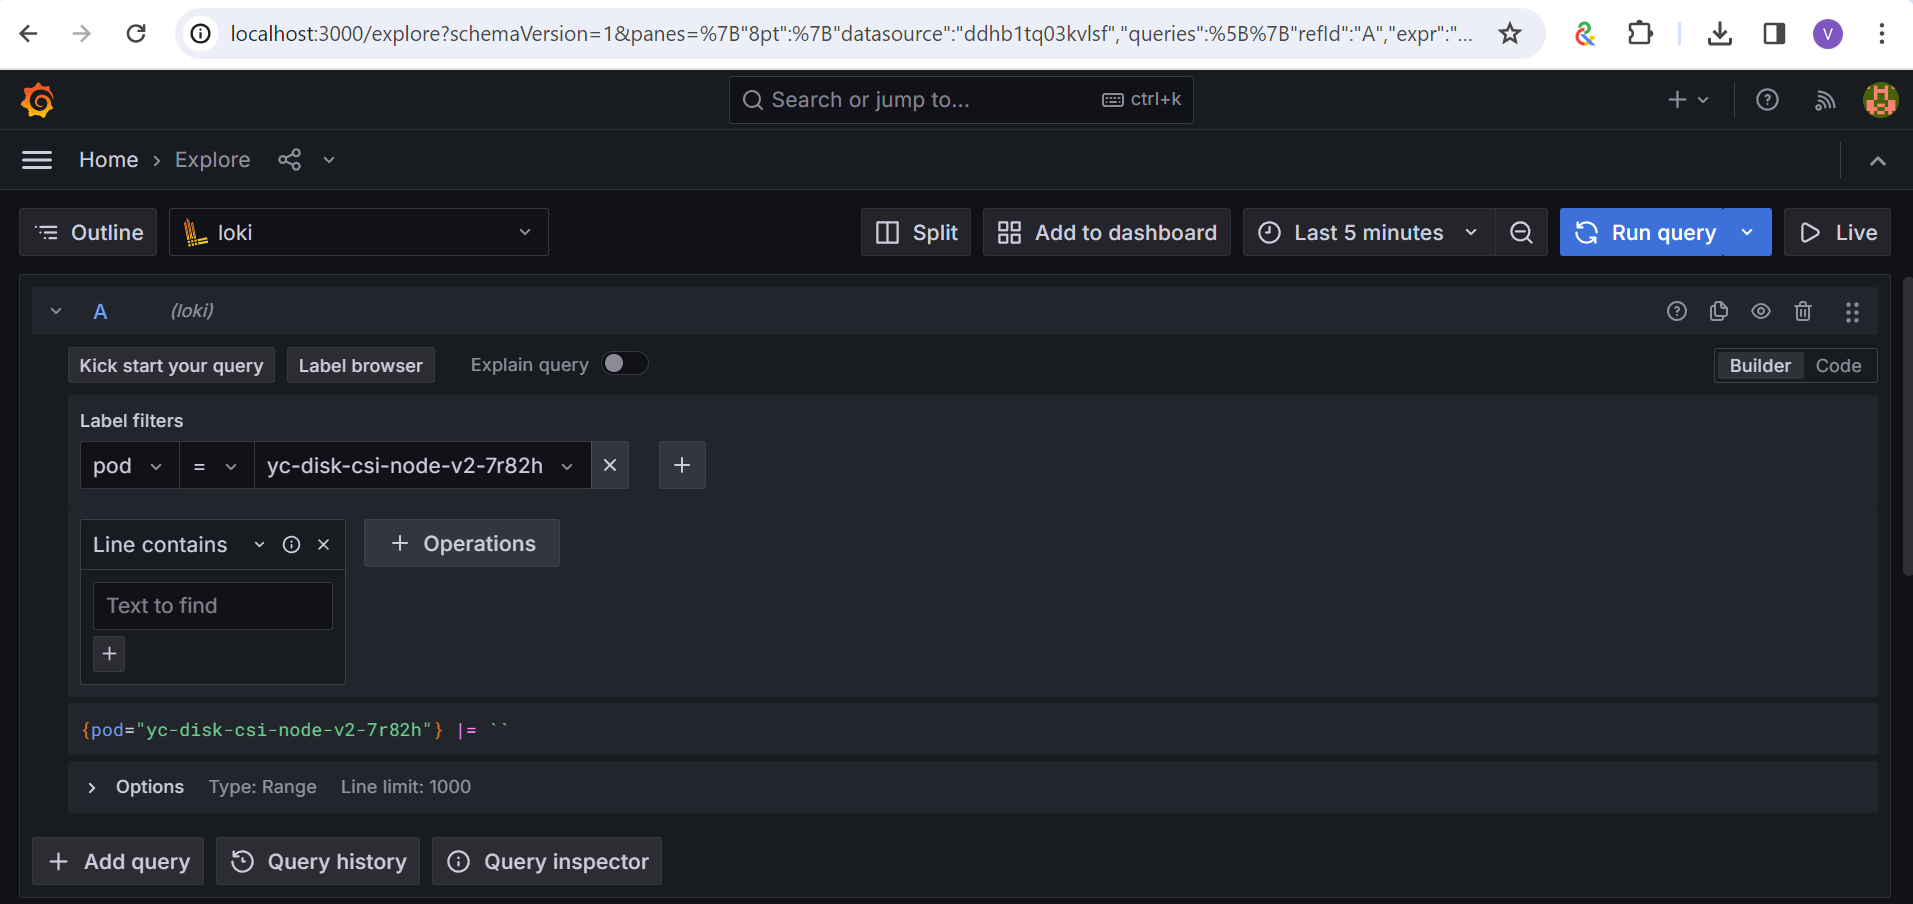 localhost:3000/explore?schemaVersion=1&panes=%7B"8pt":%7B"datasource":"ddhb1tq03kvlsf","queries":%5B%7B"refId":"A","expr":"...
V
Search or jump to...
ctrl+k
Home › Explore
Outline
loki
Split
Add to dashboard
Last 5 minutes
Run query
Live
A (loki)
Kick start your query
Label browser
Explain query
Builder
Code
Label filters
pod = yc-disk-csi-node-v2-7r82h
Line contains
+ Operations
Text to find
{pod="yc-disk-csi-node-v2-7r82h"} |= ``
Options Type: Range Line limit: 1000
+ Add query
Query history
Query inspector